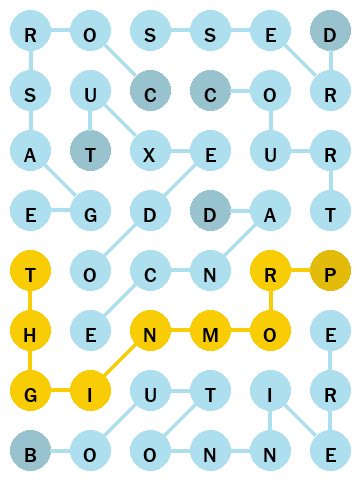 R O S S E D
S U C C O R
A T X E U R
E G D D A T
T O C N R P
H E N M O E
G I U T I R
B O O N N E